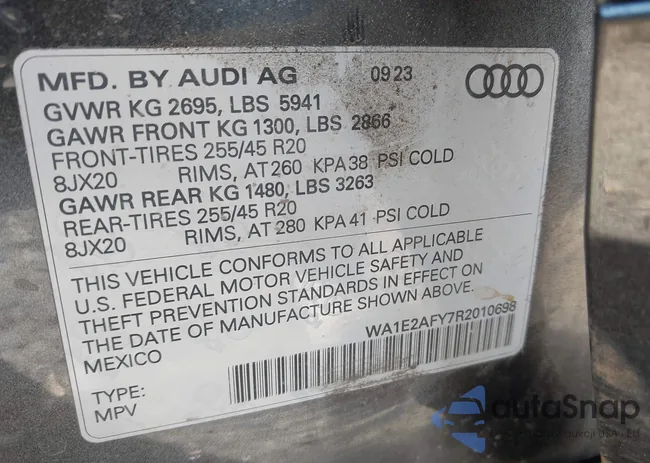 MFD. BY AUDI AG 09 23
GVWR KG 2695, LBS 5941
GAWR FRONT KG 1300, LBS 2866
FRONT-TIRES 255/45 R20
8JX20 RIMS, AT 260 KPA 38 PSI COLD
GAWR REAR KG 1480, LBS 3263
REAR-TIRES 255/45 R20
8JX20 RIMS, AT 280 KPA 41 PSI COLD
THIS VEHICLE CONFORMS TO ALL APPLICABLE
U.S. FEDERAL MOTOR VEHICLE SAFETY AND
THEFT PREVENTION STANDARDS IN EFFECT ON
THE DATE OF MANUFACTURE SHOWN ABOVE.
MEXICO WA1E2AFY7R2010698
TYPE:
MPV
autoSnap
USA